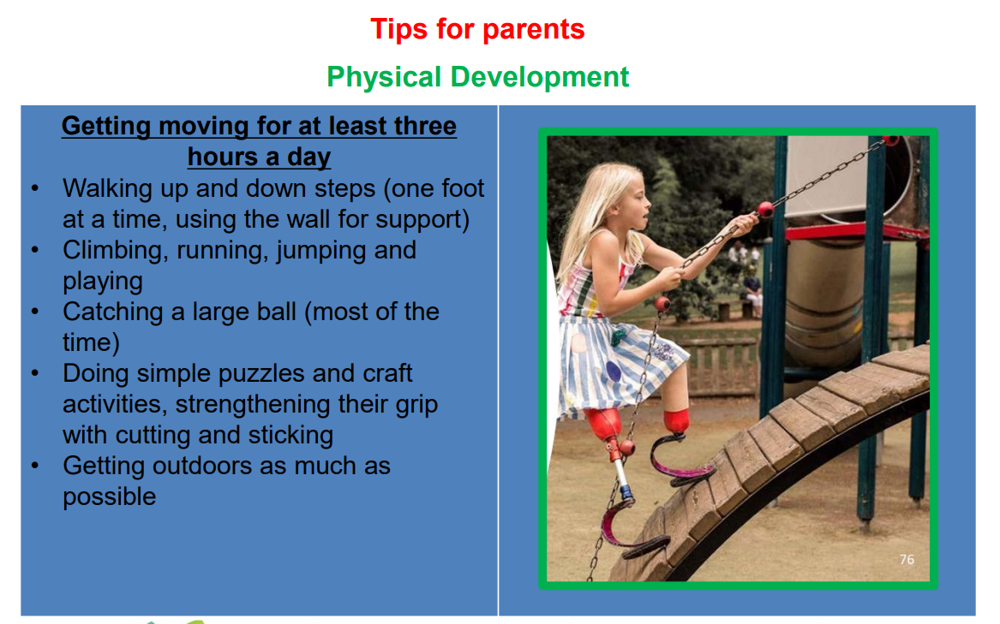 Tips for parents
Physical Development
Getting moving for at least three
hours a day
• Walking up and down steps (one foot
at a time, using the wall for support)
• Climbing, running, jumping and
playing
• Catching a large ball (most of the
time)
• Doing simple puzzles and craft
activities, strengthening their grip
with cutting and sticking
• Getting outdoors as much as
possible
76